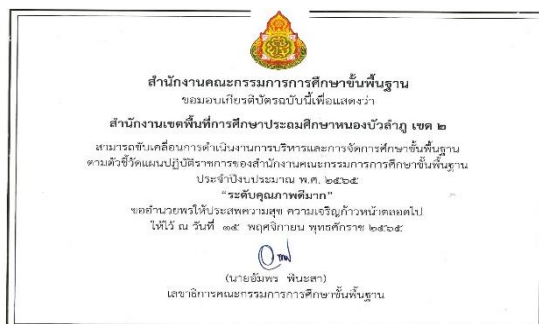 สำนักงานคณะกรรมการการศึกษาขั้นพื้นฐาน
ขอมอบเกียรติบัตรฉบับนี้เพื่อแสดงว่า
สำนักงานเขตพื้นที่การศึกษาประถมศึกษาหนองบัวลำภู เขต ๒
สามารถขับเคลื่อนการดำเนินงานการบริหารและการจัดการศึกษาขั้นพื้นฐาน
ตามตัวชี้วัดแผนปฏิบัติราชการของสำนักงานคณะกรรมการการศึกษาขั้นพื้นฐาน
ประจำปีงบประมาณ พ.ศ. ๒๕๖๕
"ระดับคุณภาพดีมาก"
ขออำนวยพรให้ประสพความสุข ความเจริญก้าวหน้าตลอดไป
ให้ไว้ ณ วันที่ ๑๕ พฤศจิกายน พุทธศักราช ๒๕๖๕
(นายอัมพร พินะสา)
เลขาธิการคณะกรรมการการศึกษาขั้นพื้นฐาน